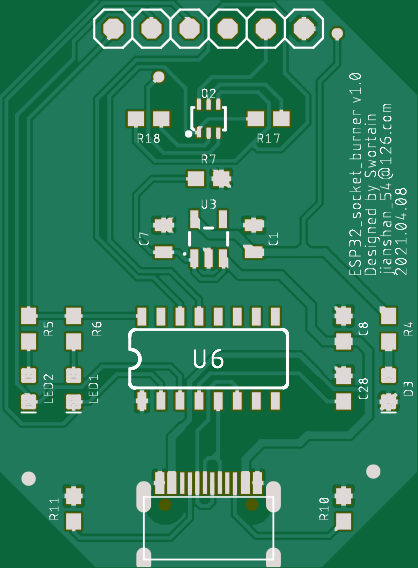 Q2
R18
R17
R7
U3
C7
C1
ESP32_socket_burner v1.0
Designed by Swortain
jianshan_54@126.com
2021.04.08
R5
R6
C8
R4
U6
LED2
LED1
C28
D3
R11
R10